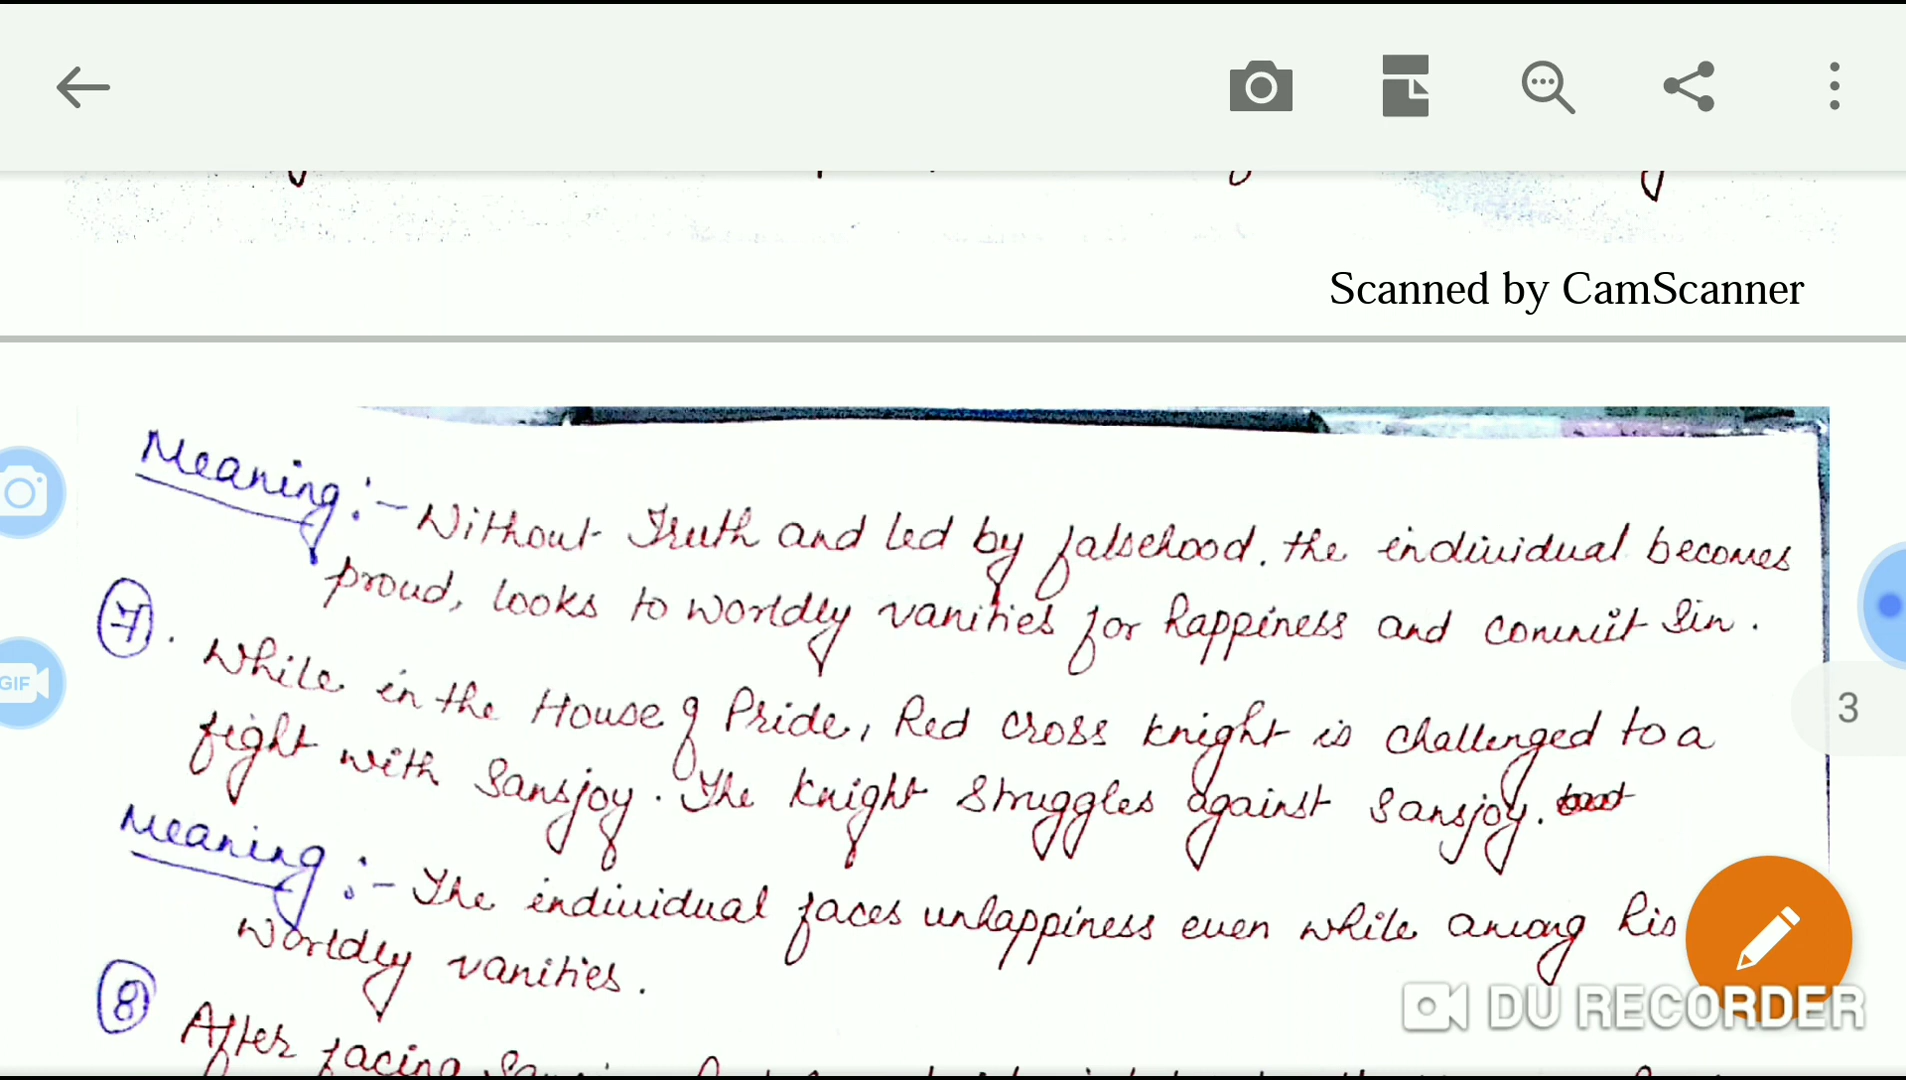 Scanned by CamScanner
Meaning :- Without Truth and led by falsehood. the individual becomes
proud, looks to worldly vanities for happiness and commit sin.
7. While in the House of Pride, Red cross knight is challenged to a
fight with Sansjoy. The knight struggles against Sansjoy.
Meaning :- The individual faces unhappiness even while among his
worldly vanities.
8 After facing
3
GIF
DU RECORDER